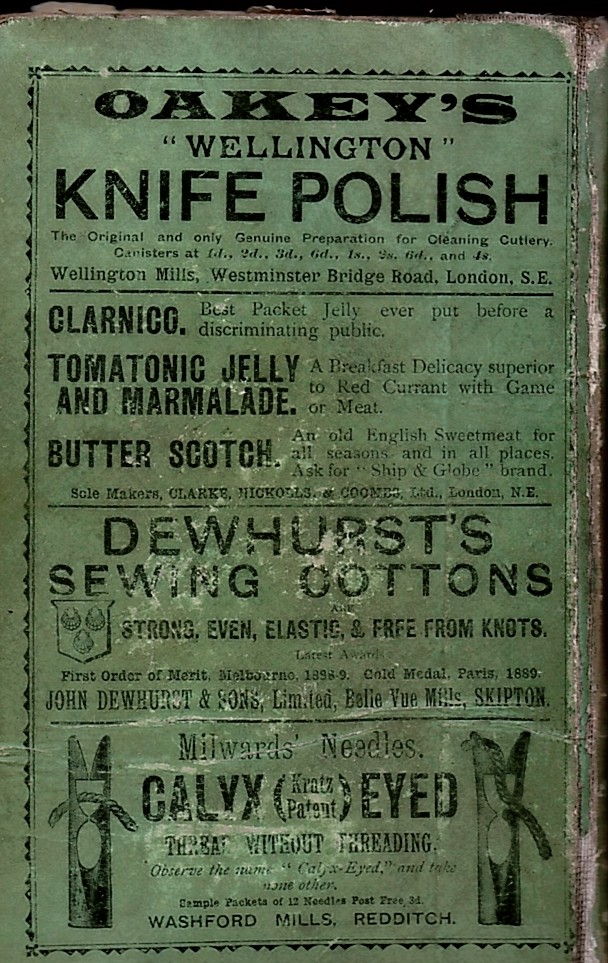 OAKEY'S
"WELLINGTON"
KNIFE POLISH
The Original and only Genuine Preparation for Cleaning Cutlery.
Canisters at 1d., 2d., 3d., 6d., 1s., 2s. 6d., and 4s.
Wellington Mills, Westminster Bridge Road, London, S.E.
CLARNICO. Best Packet Jelly ever put before a
discriminating public.
TOMATONIC JELLY A Breakfast Delicacy superior
to Red Currant with Game
AND MARMALADE. or Meat.
An old English Sweetmeat for
BUTTER SCOTCH. all seasons and in all places.
Ask for "Ship & Globe" brand.
Sole Makers, CLARKE, NICKOLLS, & COOMBS, Ltd., London, N.E.
DEWHURST'S
SEWING COTTONS
ARE
STRONG, EVEN, ELASTIC, & FREE FROM KNOTS.
Latest Awards
First Order of Merit, Melbourne, 1888-9. Gold Medal, Paris, 1889.
JOHN DEWHURST & SONS, Limited, Belle Vue Mills, SKIPTON.
Milwards' Needles.
CALYX (Kratz Patent) EYED
THREAD WITHOUT THREADING.
Observe the name "Calyx-Eyed," and take
none other.
Sample Packets of 12 Needles Post Free 3d.
WASHFORD MILLS, REDDITCH.